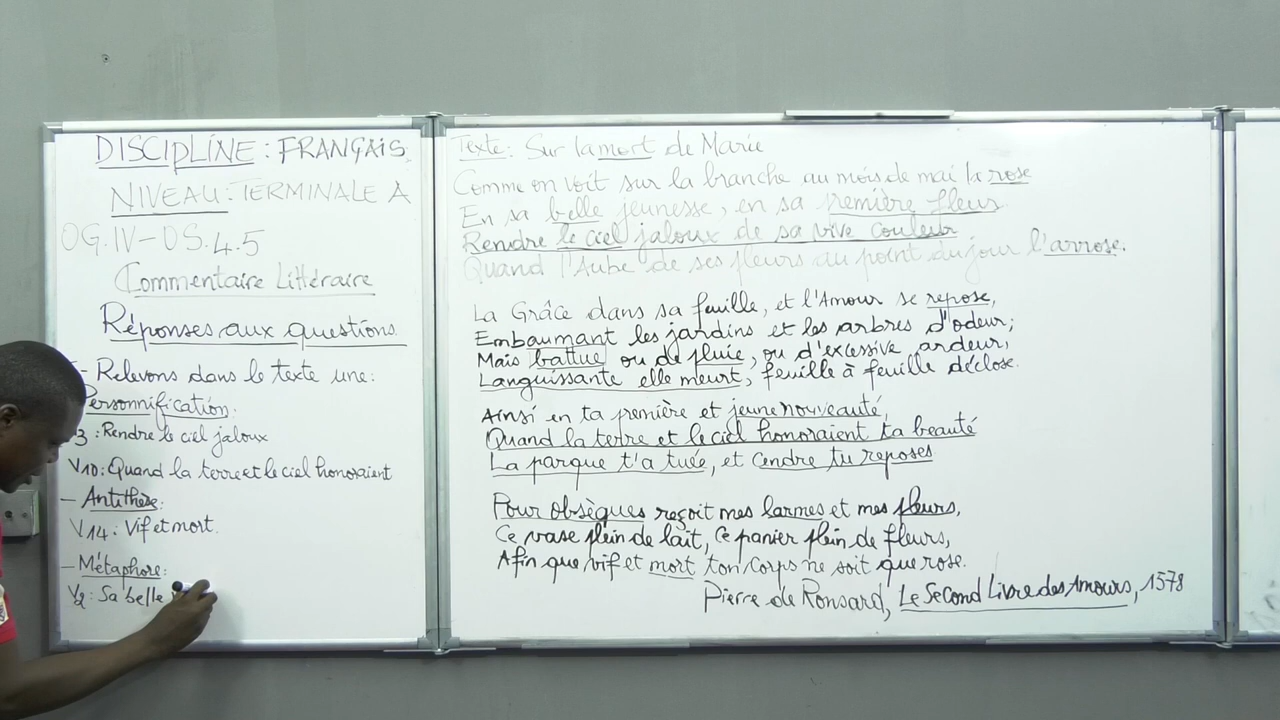 DISCIPLINE : FRANÇAIS
NIVEAU : TERMINALE A
OG.IV-OS.4.5
Commentaire Littéraire
Réponses aux questions.
- Relevons dans le texte une:
Personnification:
3 : Rendre le ciel jaloux
V10: Quand la terre et le ciel honoraient
- Antithèse:
V14 : Vif et mort.
- Métaphore:
V2 : Sa belle
Texte: Sur la mort de Marie
Comme on voit sur la branche au mois de mai la rose
En sa belle jeunesse, en sa première fleur
Rendre le ciel jaloux de sa vive couleur
Quand l'Aube de ses fleurs au point du jour l'arrose.
La Grâce dans sa feuille, et l'Amour se repose,
Embaumant les jardins et les arbres d'odeur;
Mais battue ou de pluie, ou d'excessive ardeur,
Languissante elle meurt, feuille à feuille déclose.
Ainsi en ta première et jeune nouveauté,
Quand la terre et le ciel honoraient ta beauté
La parque t'a tuée, et cendre tu reposes
Pour obsèques reçoit mes larmes et mes pleurs,
Ce vase plein de lait, ce panier plein de fleurs,
Afin que vif et mort ton corps ne soit que rose.
Pierre de Ronsard, Le Second Livre des Amours, 1578